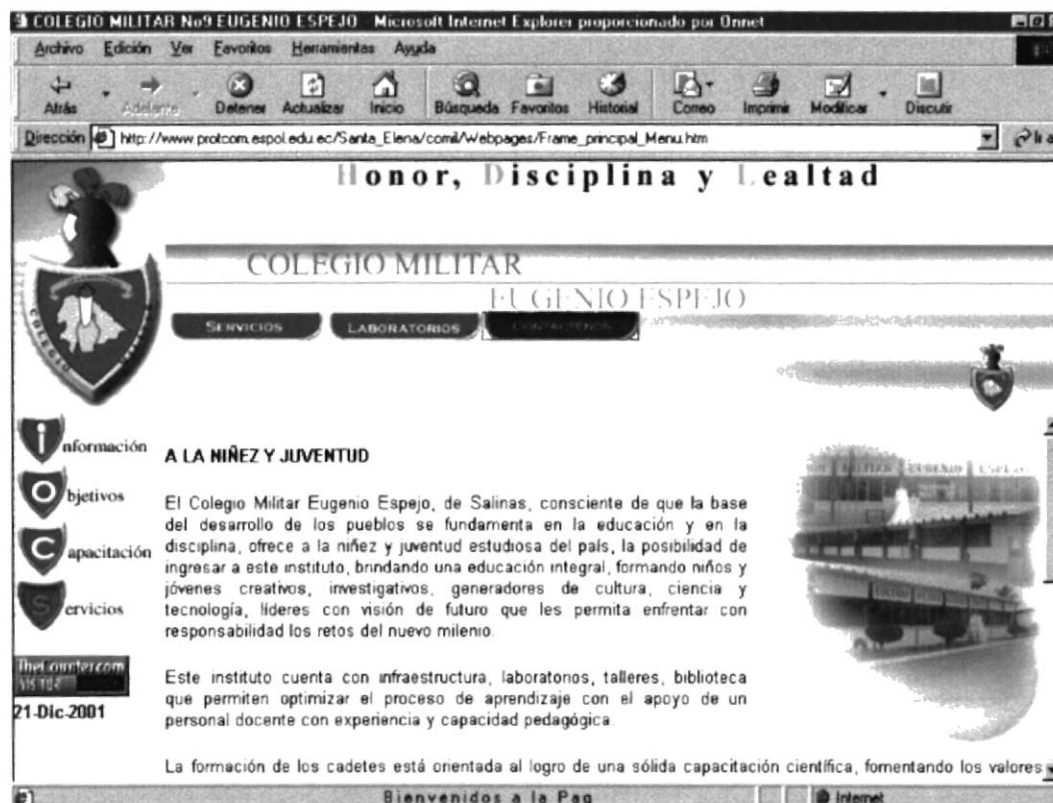 COLEGIO MILITAR No9 EUGENIO ESPEJO Microsoft Internet Explorer proporcionado por Onnet
Archivo Edición Ver Favoritos Herramientas Ayuda
Atrás Adelante Detener Actualizar Inicio Búsqueda Favoritos Historial Correo Imprimir Modificar Discutir
Dirección http://www.protcom.espol.edu.ec/Santa_Elena/comil/Webpages/Frame_principal_Menu.htm Ir a
Honor, Disciplina y Lealtad
COLEGIO MILITAR
EUGENIO ESPEJO
SERVICIOS LABORATORIOS CONTÁCTENOS
COLEGIO
Información
Objetivos
Capacitación
Servicios
TheCounter.com
VISITOR
21-Dic-2001
A LA NIÑEZ Y JUVENTUD
El Colegio Militar Eugenio Espejo, de Salinas, consciente de que la base
del desarrollo de los pueblos se fundamenta en la educación y en la
disciplina, ofrece a la niñez y juventud estudiosa del país, la posibilidad de
ingresar a este instituto, brindando una educación integral, formando niños y
jóvenes creativos, investigativos, generadores de cultura, ciencia y
tecnología, líderes con visión de futuro que les permita enfrentar con
responsabilidad los retos del nuevo milenio.
Este instituto cuenta con infraestructura, laboratorios, talleres, biblioteca
que permiten optimizar el proceso de aprendizaje con el apoyo de un
personal docente con experiencia y capacidad pedagógica.
La formación de los cadetes está orientada al logro de una sólida capacitación científica, fomentando los valores
MILITAR EUGENIO ESPEJO
Bienvenidos a la Pag
Internet